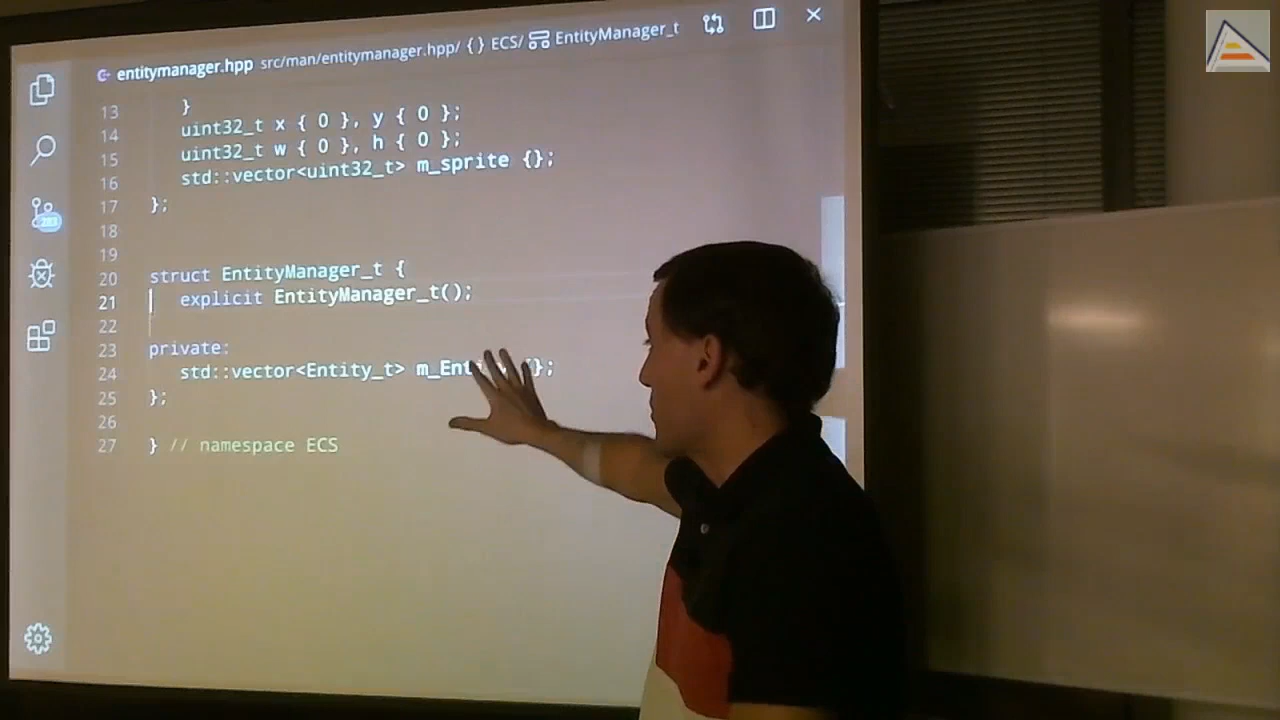 entitymanager.hpp src/man/entitymanager.hpp/ { } ECS/ EntityManager_t
13 }
14 uint32_t x { 0 }, y { 0 };
15 uint32_t w { 0 }, h { 0 };
16 std::vector<uint32_t> m_sprite {};
17 };
18
19
20 struct EntityManager_t {
21 explicit EntityManager_t();
22
23 private:
24 std::vector<Entity_t> {};
25 };
26
27 } // namespace ECS